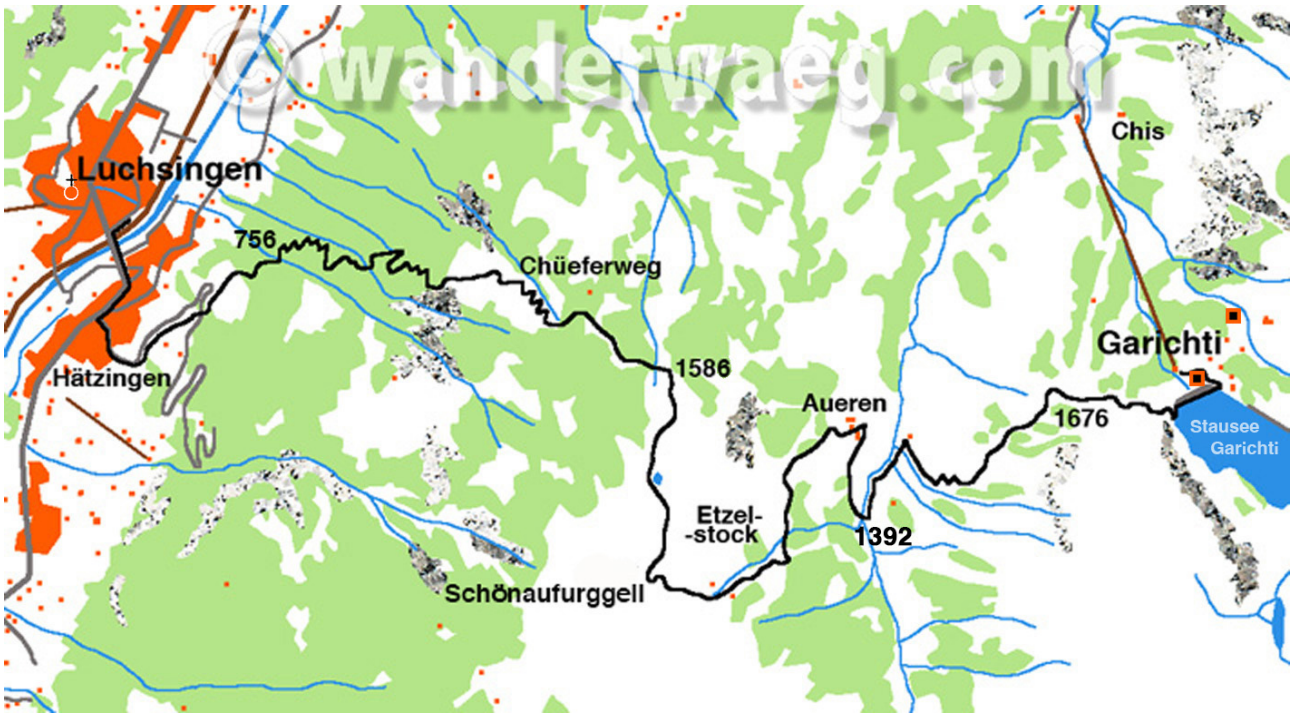 © wanderwaeg.com
Chis
Luchsingen
756
Chüeferweg
Garichti
1586
Hätzingen
Aueren
1676
Stausee
Garichti
Etzel-
-stock
1392
Schönaufurggell